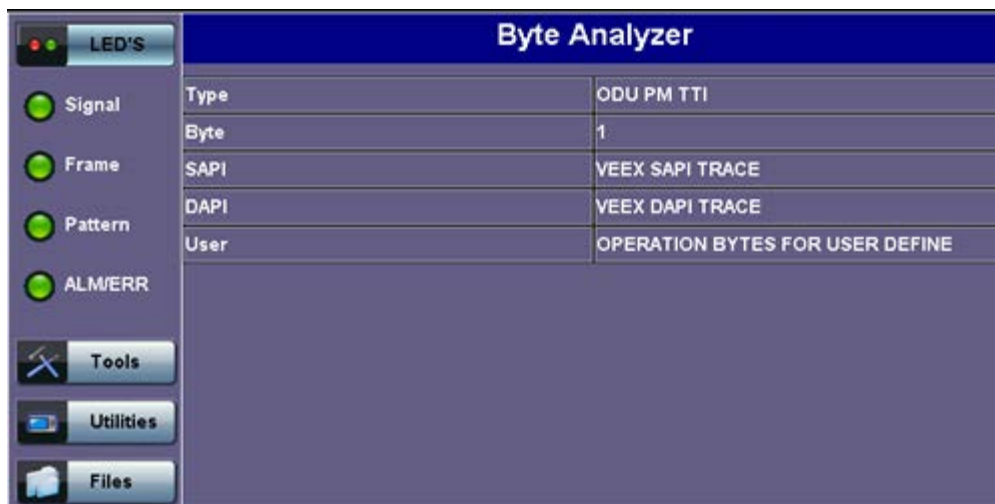 LED'S
Byte Analyzer
Signal
Type ODU PM TTI
Byte 1
Frame
SAPI VEEX SAPI TRACE
DAPI VEEX DAPI TRACE
Pattern
User OPERATION BYTES FOR USER DEFINE
ALM/ERR
Tools
Utilities
Files